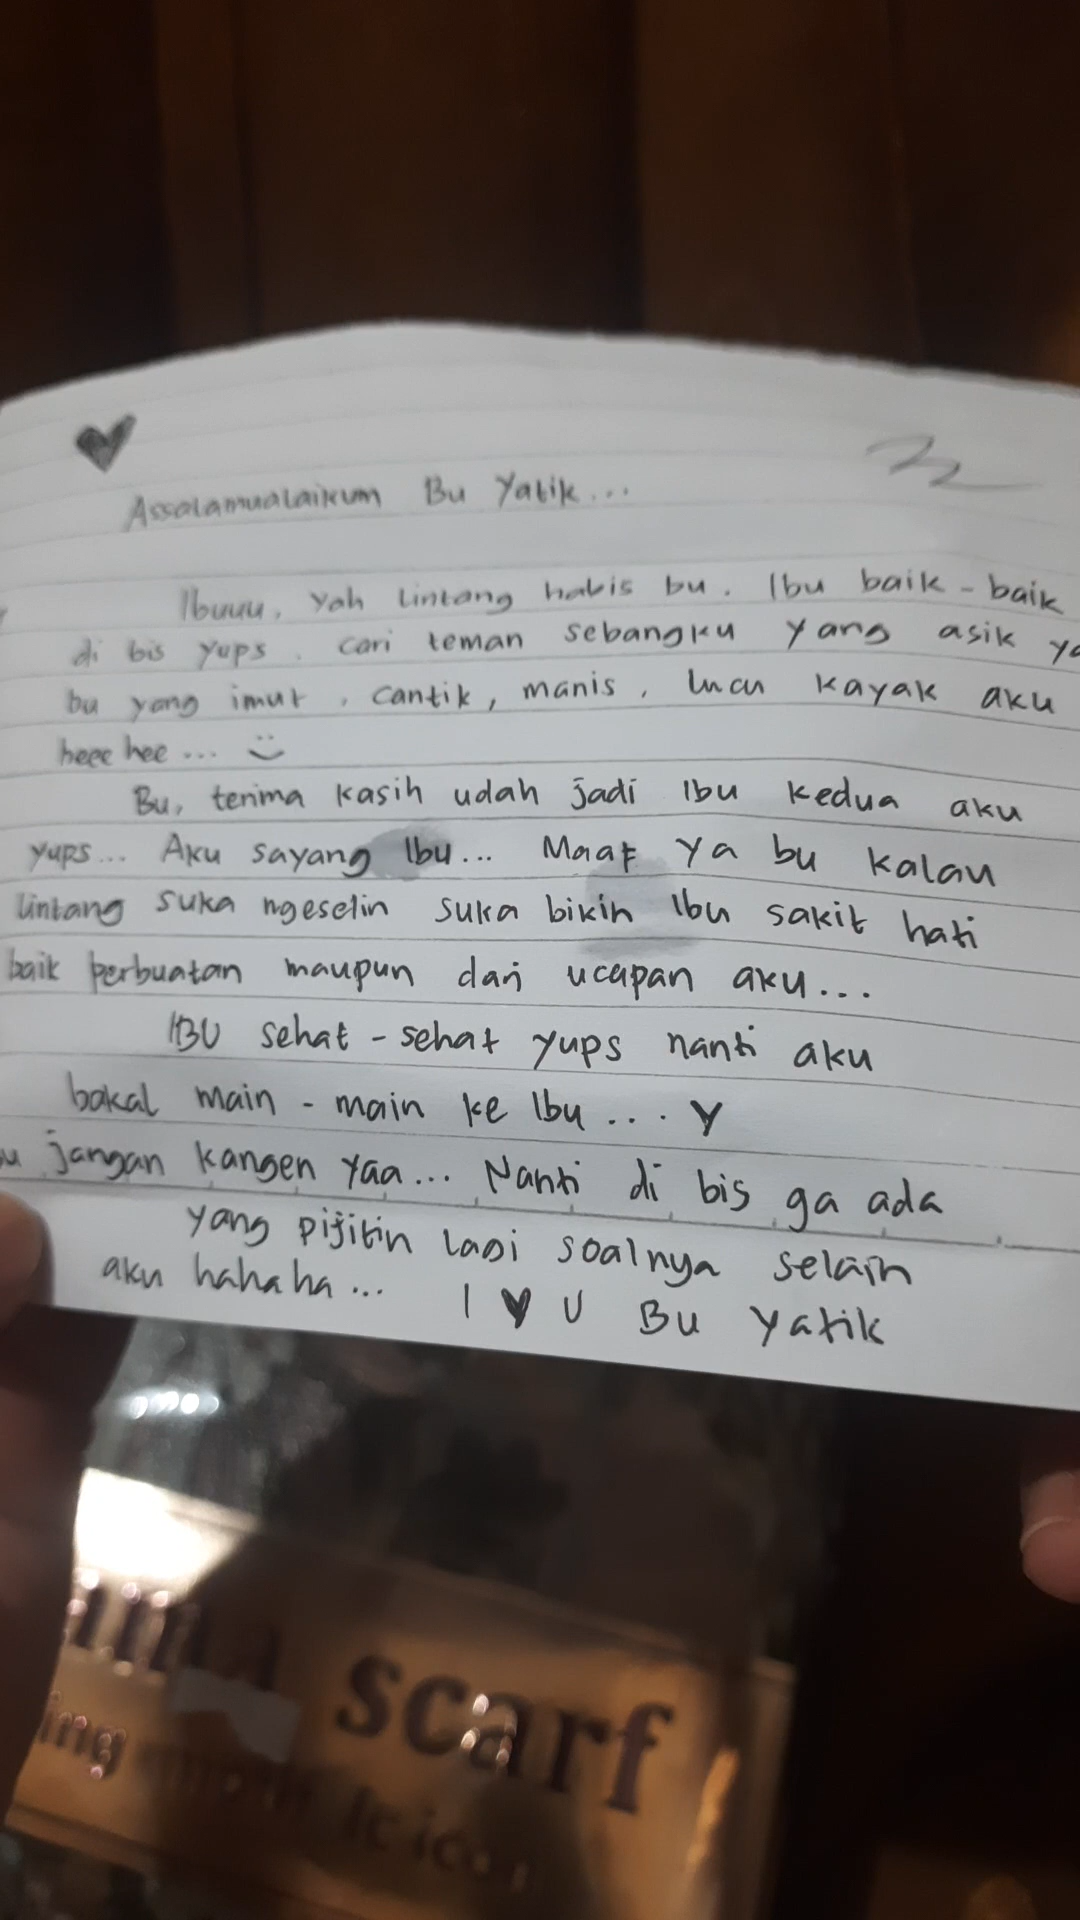 Assalamualaikum Bu Yatik...
Ibuuu, Yah Lintang habis bu. Ibu baik-baik
di bis yups. cari teman sebangku yang asik
bu yang imut, cantik, manis, lucu kayak aku
heee hee...
Bu, terima kasih udah jadi Ibu kedua aku
yups... Aku sayang Ibu... Maaf ya bu kalau
Lintang suka ngeselin suka bikin Ibu sakit hati
baik perbuatan maupun dari ucapan aku...
IBU sehat-sehat yups nanti aku
bakal main-main ke Ibu...
jangan kangen yaa... Nanti di bis ga ada
yang pijitin lagi soalnya selain
aku hahaha... I ♥ U Bu Yatik
scarf